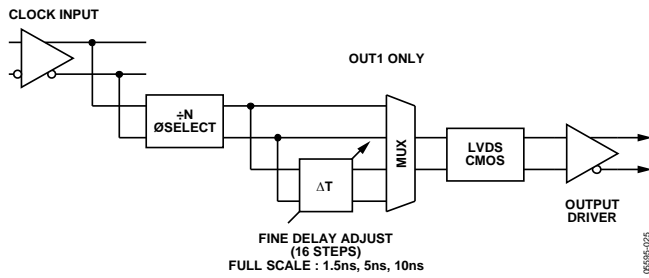 CLOCK INPUT
OUT1 ONLY
÷N
ØSELECT
ΔT
MUX
LVDS
CMOS
OUTPUT
DRIVER
FINE DELAY ADJUST
(16 STEPS)
FULL SCALE : 1.5ns, 5ns, 10ns
05595-025